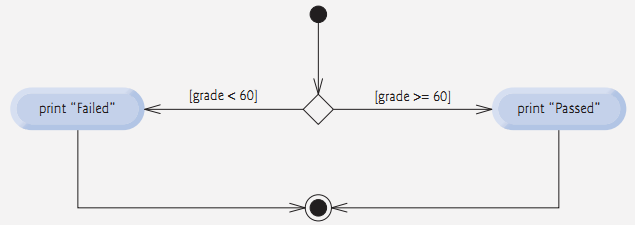 [grade < 60]
[grade >= 60]
print “Failed”
print “Passed”